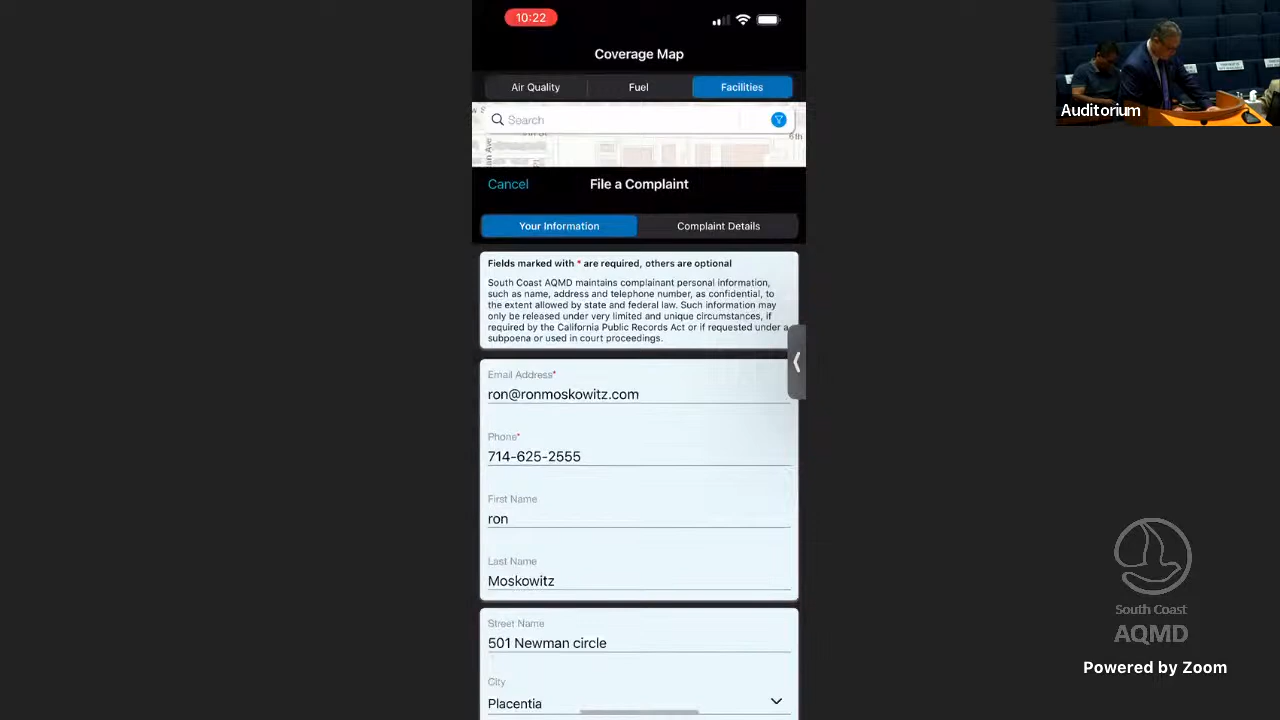 10:22
Coverage Map
Air Quality
Fuel
Facilities
Search
6th
Cancel
File a Complaint
Your Information
Complaint Details
Fields marked with * are required, others are optional
South Coast AQMD maintains complainant personal information,
such as name, address and telephone number, as confidential, to
the extent allowed by state and federal law. Such information may
only be released under very limited and unique circumstances, if
required by the California Public Records Act or if requested under a
subpoena or used in court proceedings.
Email Address*
ron@ronmoskowitz.com
Phone*
714-625-2555
First Name
ron
Last Name
Moskowitz
Street Name
501 Newman circle
City
Placentia
Auditorium
South Coast
AQMD
Powered by Zoom